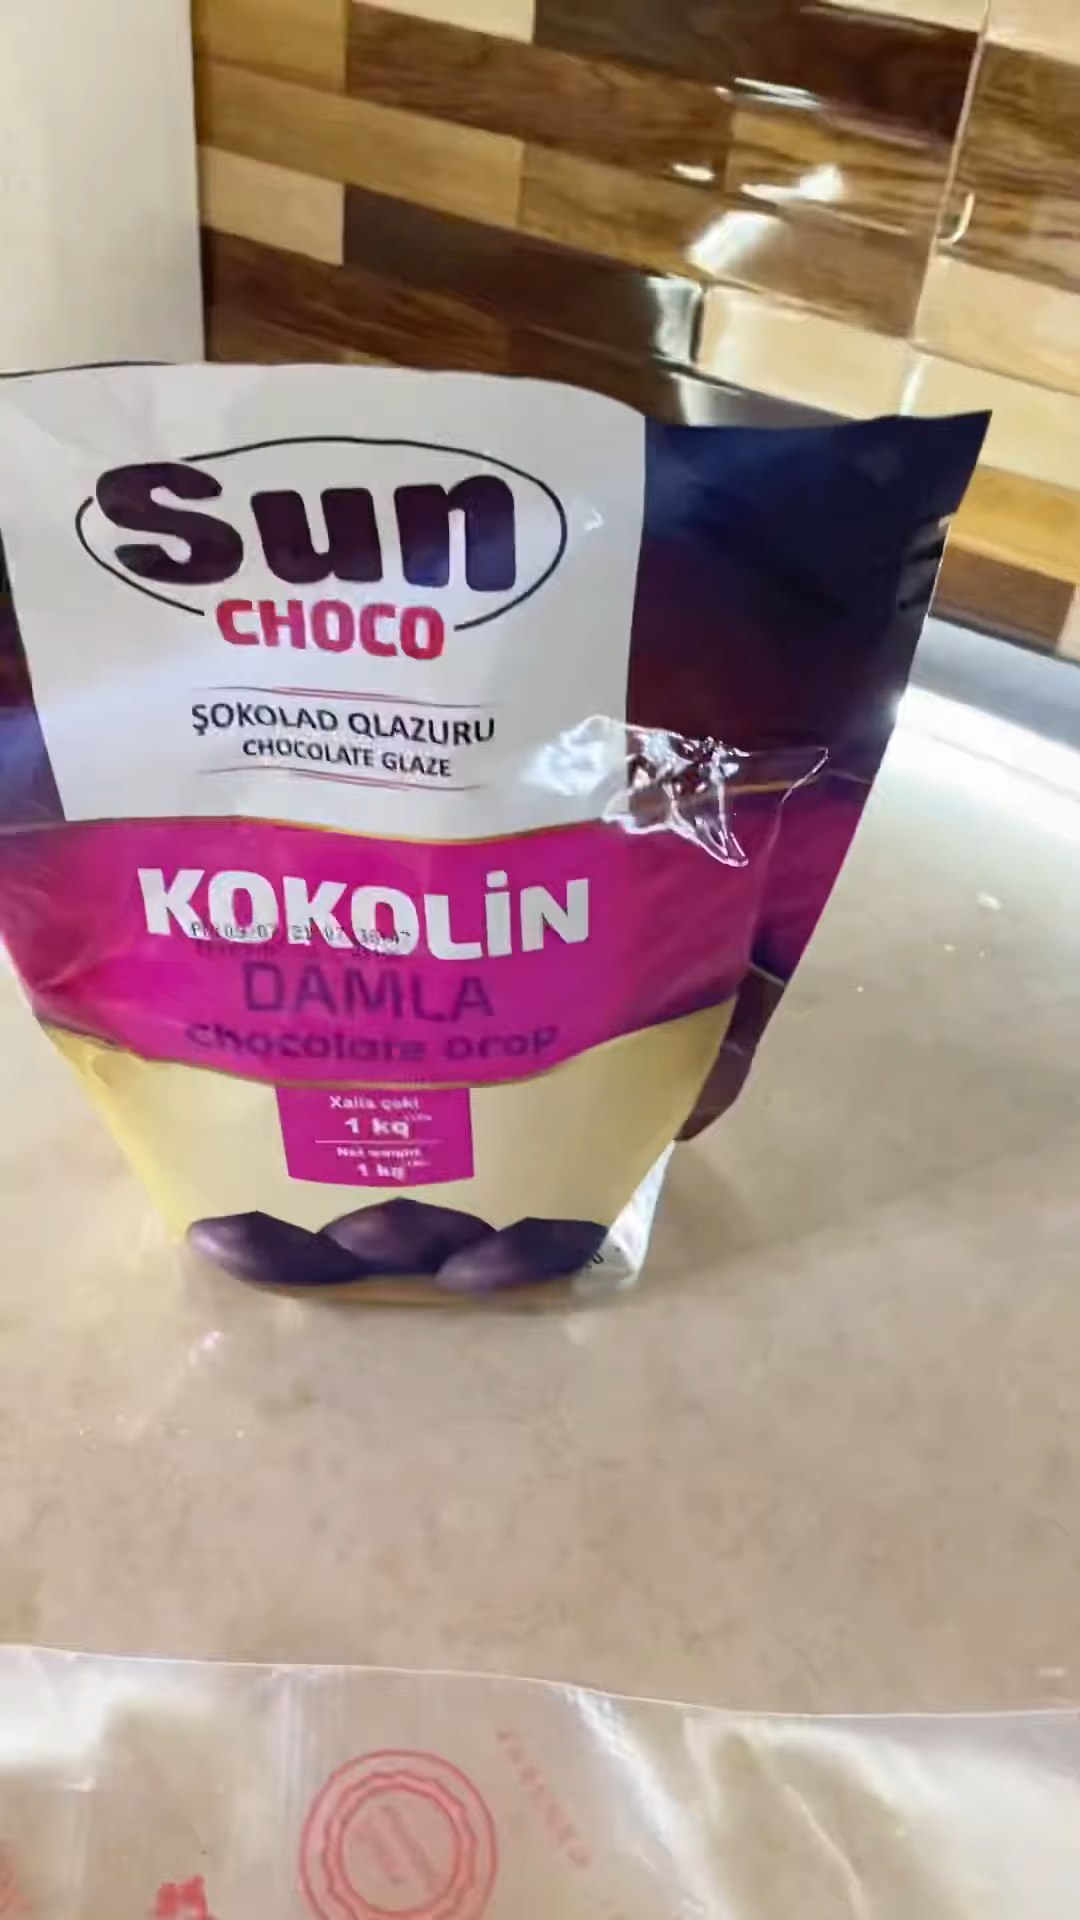 Sun
CHOCO
ŞOKOLAD QLAZURU
CHOCOLATE GLAZE
KOKOLİN
DAMLA
chocolate drop
Xalis çəki
1 kq
Net weight
1 kg